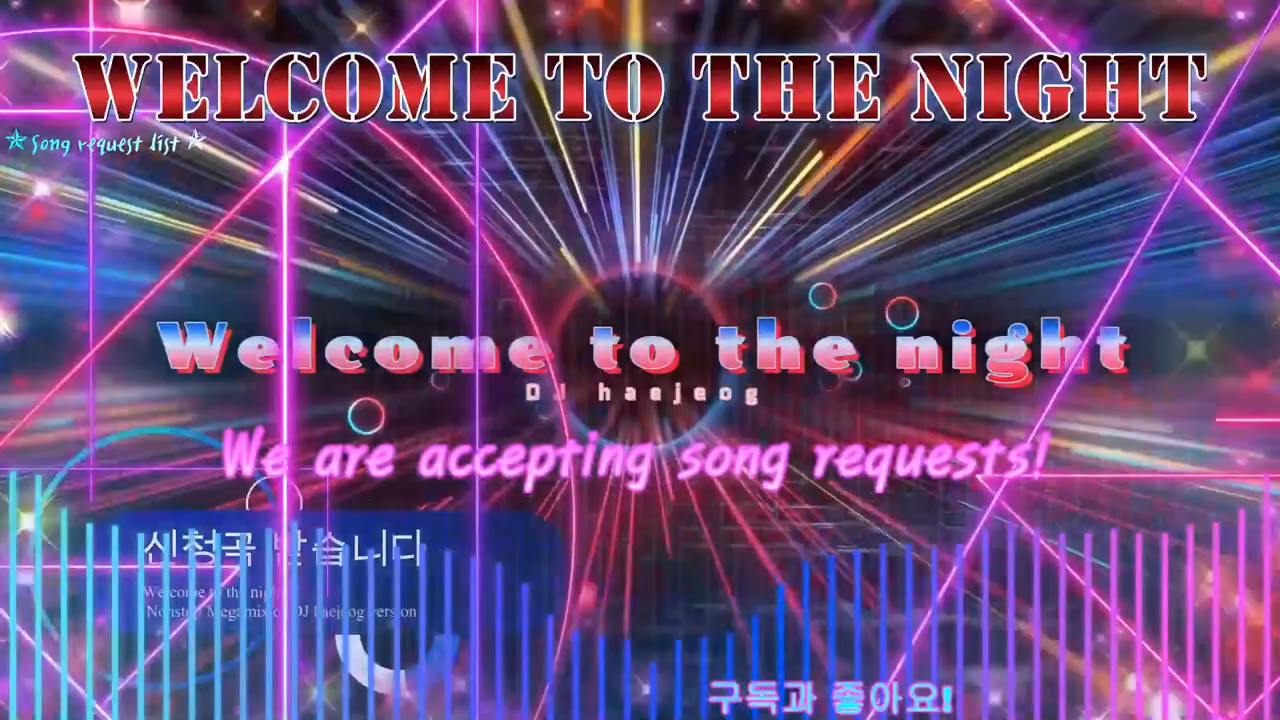 WELCOME TO THE NIGHT
☆Song request list☆
Welcome to the night
DJ haejeog
We are accepting song requests!
신청곡 받습니다
Welcome to the night
Nonstop Megamix of DJ haejeog version
구독과 좋아요!